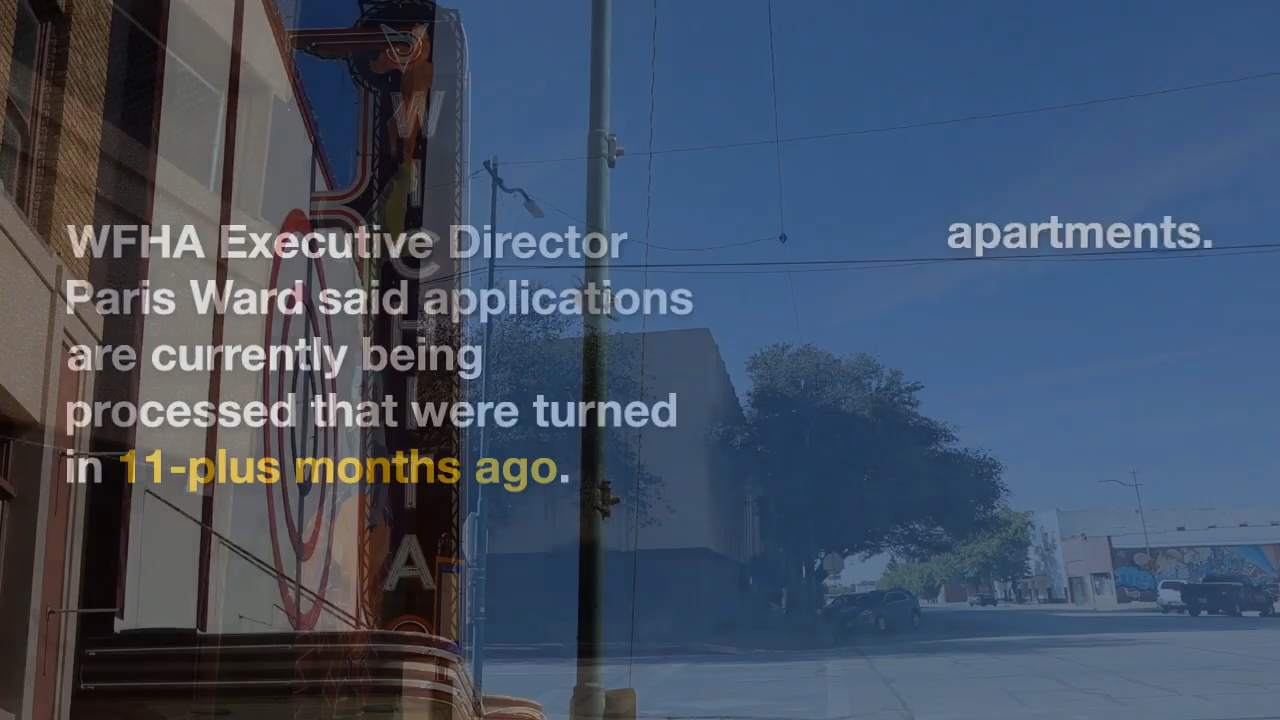 WFHA Executive Director
Paris Ward said applications
are currently being
processed that were turned
in 11-plus months ago.
apartments.
WICHITA